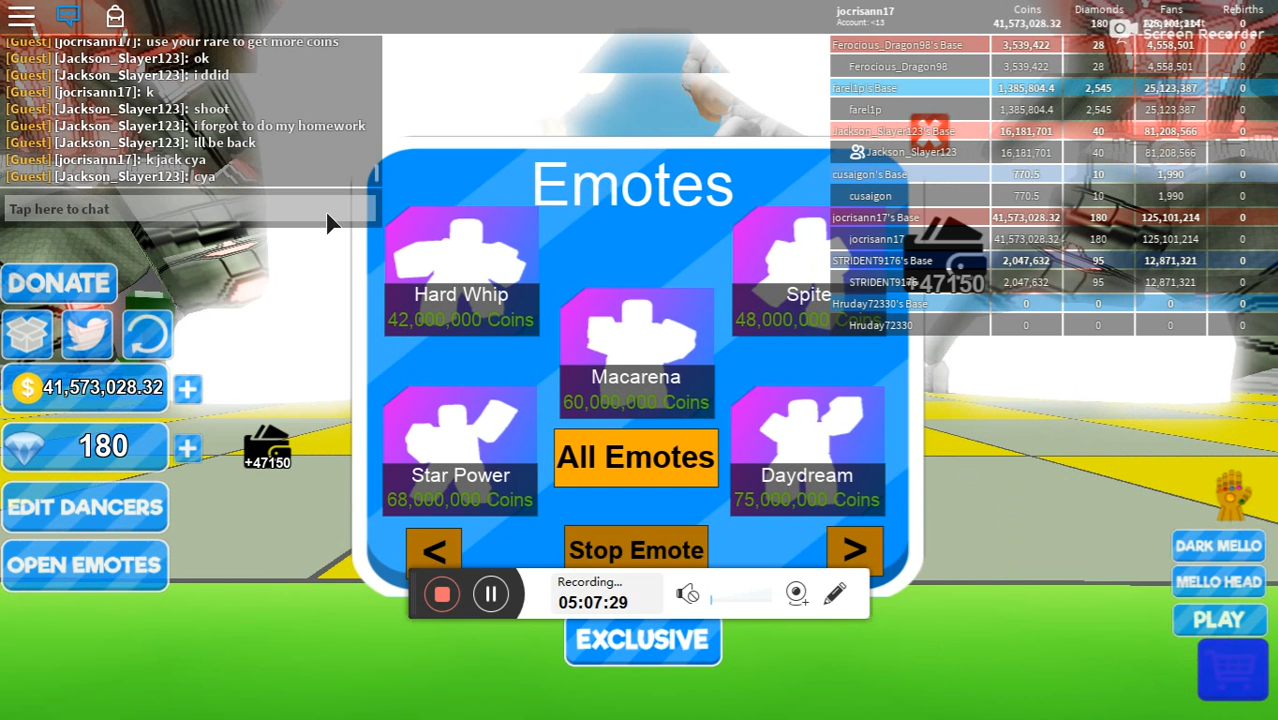 [Guest] [jocrisann17]: use your rare to get more coins
[Guest] [Jackson_Slayer123]: ok
[Guest] [Jackson_Slayer123]: i ddid
[Guest] [jocrisann17]: k
[Guest] [Jackson_Slayer123]: shoot
[Guest] [Jackson_Slayer123]: i forgot to do my homework
[Guest] [Jackson_Slayer123]: ill be back
[Guest] [jocrisann17]: k jack cya
[Guest] [Jackson_Slayer123]: cya
Tap here to chat
jocrisann17
Account: <13
Coins Diamonds Fans Rebirths
41,573,028.32 180 125,101,214 0
Screen Recorder
Ferocious_Dragon98's Base 3,539,422 28 4,558,501 0
Ferocious_Dragon98 3,539,422 28 4,558,501 0
farel1p's Base 1,385,804.4 2,545 25,123,387 0
farel1p 1,385,804.4 2,545 25,123,387 0
Jackson_Slayer123's Base 16,181,701 40 81,208,566 0
Jackson_Slayer123 16,181,701 40 81,208,566 0
cusaigon's Base 770.5 10 1,990 0
cusaigon 770.5 10 1,990 0
jocrisann17's Base 41,573,028.32 180 125,101,214 0
jocrisann17 41,573,028.32 180 125,101,214 0
STRIDENT9176's Base 2,047,632 95 12,871,321 0
STRIDENT9176 2,047,632 95 12,871,321 0
Hruday72330's Base 0 0 0 0
Hruday72330 0 0 0 0
+47150
Emotes
Hard Whip
42,000,000 Coins
Spite
48,000,000
Macarena
60,000,000 Coins
Star Power
68,000,000 Coins
All Emotes
Daydream
75,000,000 Coins
<
Stop Emote
>
DONATE
$ 41,573,028.32 +
180 +
+47150
EDIT DANCERS
OPEN EMOTES
Recording...
05:07:29
EXCLUSIVE
DARK MELLO
MELLO HEAD
PLAY